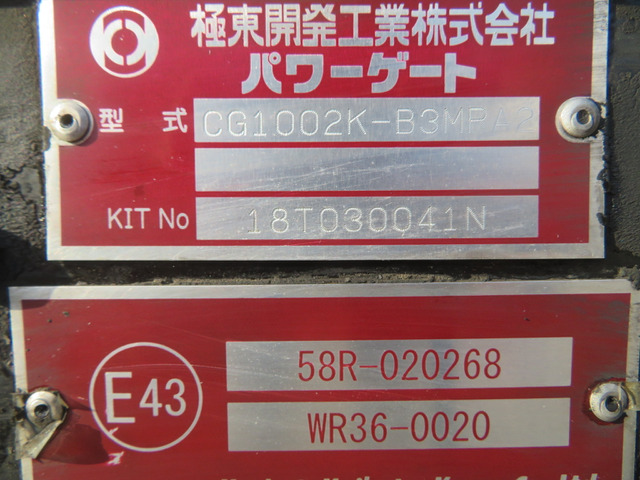 極東開発工業株式会社
パワーゲート
型式 CG1002K-B3MPA2
KIT No 18T030041N
E43
58R-020268
WR36-0020